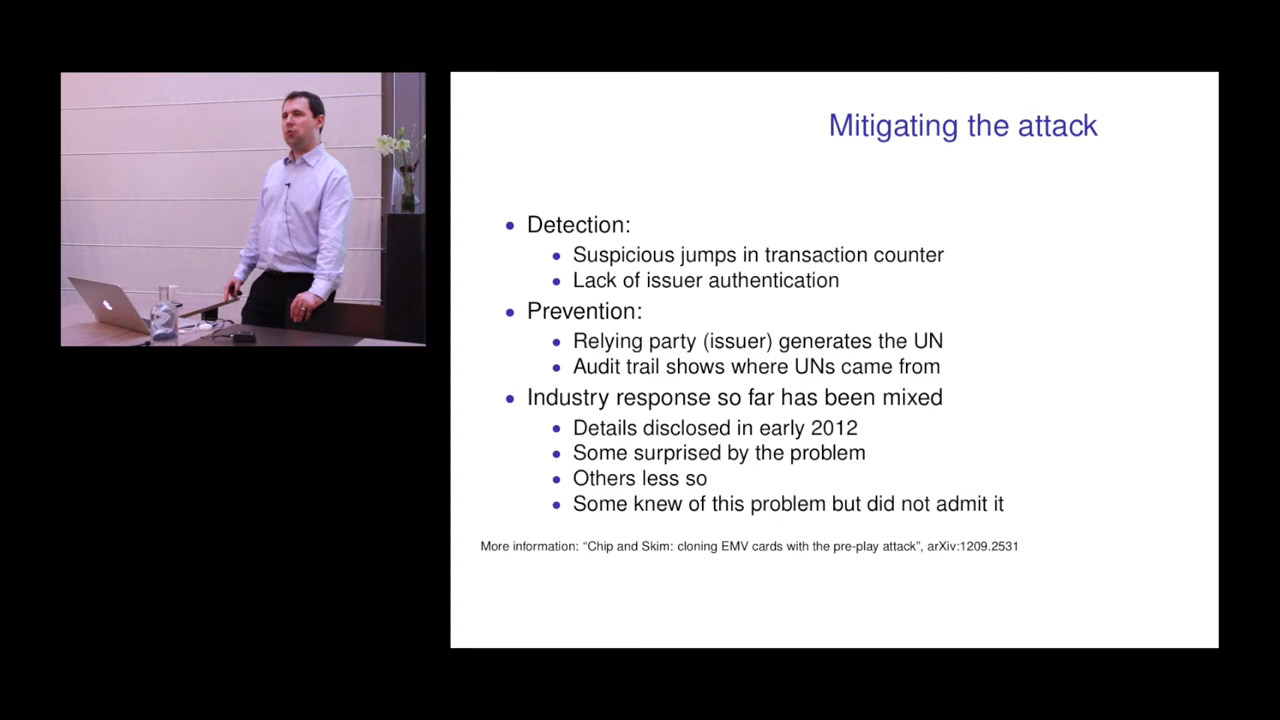 Mitigating the attack
• Detection:
• Suspicious jumps in transaction counter
• Lack of issuer authentication
• Prevention:
• Relying party (issuer) generates the UN
• Audit trail shows where UNs came from
• Industry response so far has been mixed
• Details disclosed in early 2012
• Some surprised by the problem
• Others less so
• Some knew of this problem but did not admit it
More information: “Chip and Skim: cloning EMV cards with the pre-play attack”, arXiv:1209.2531